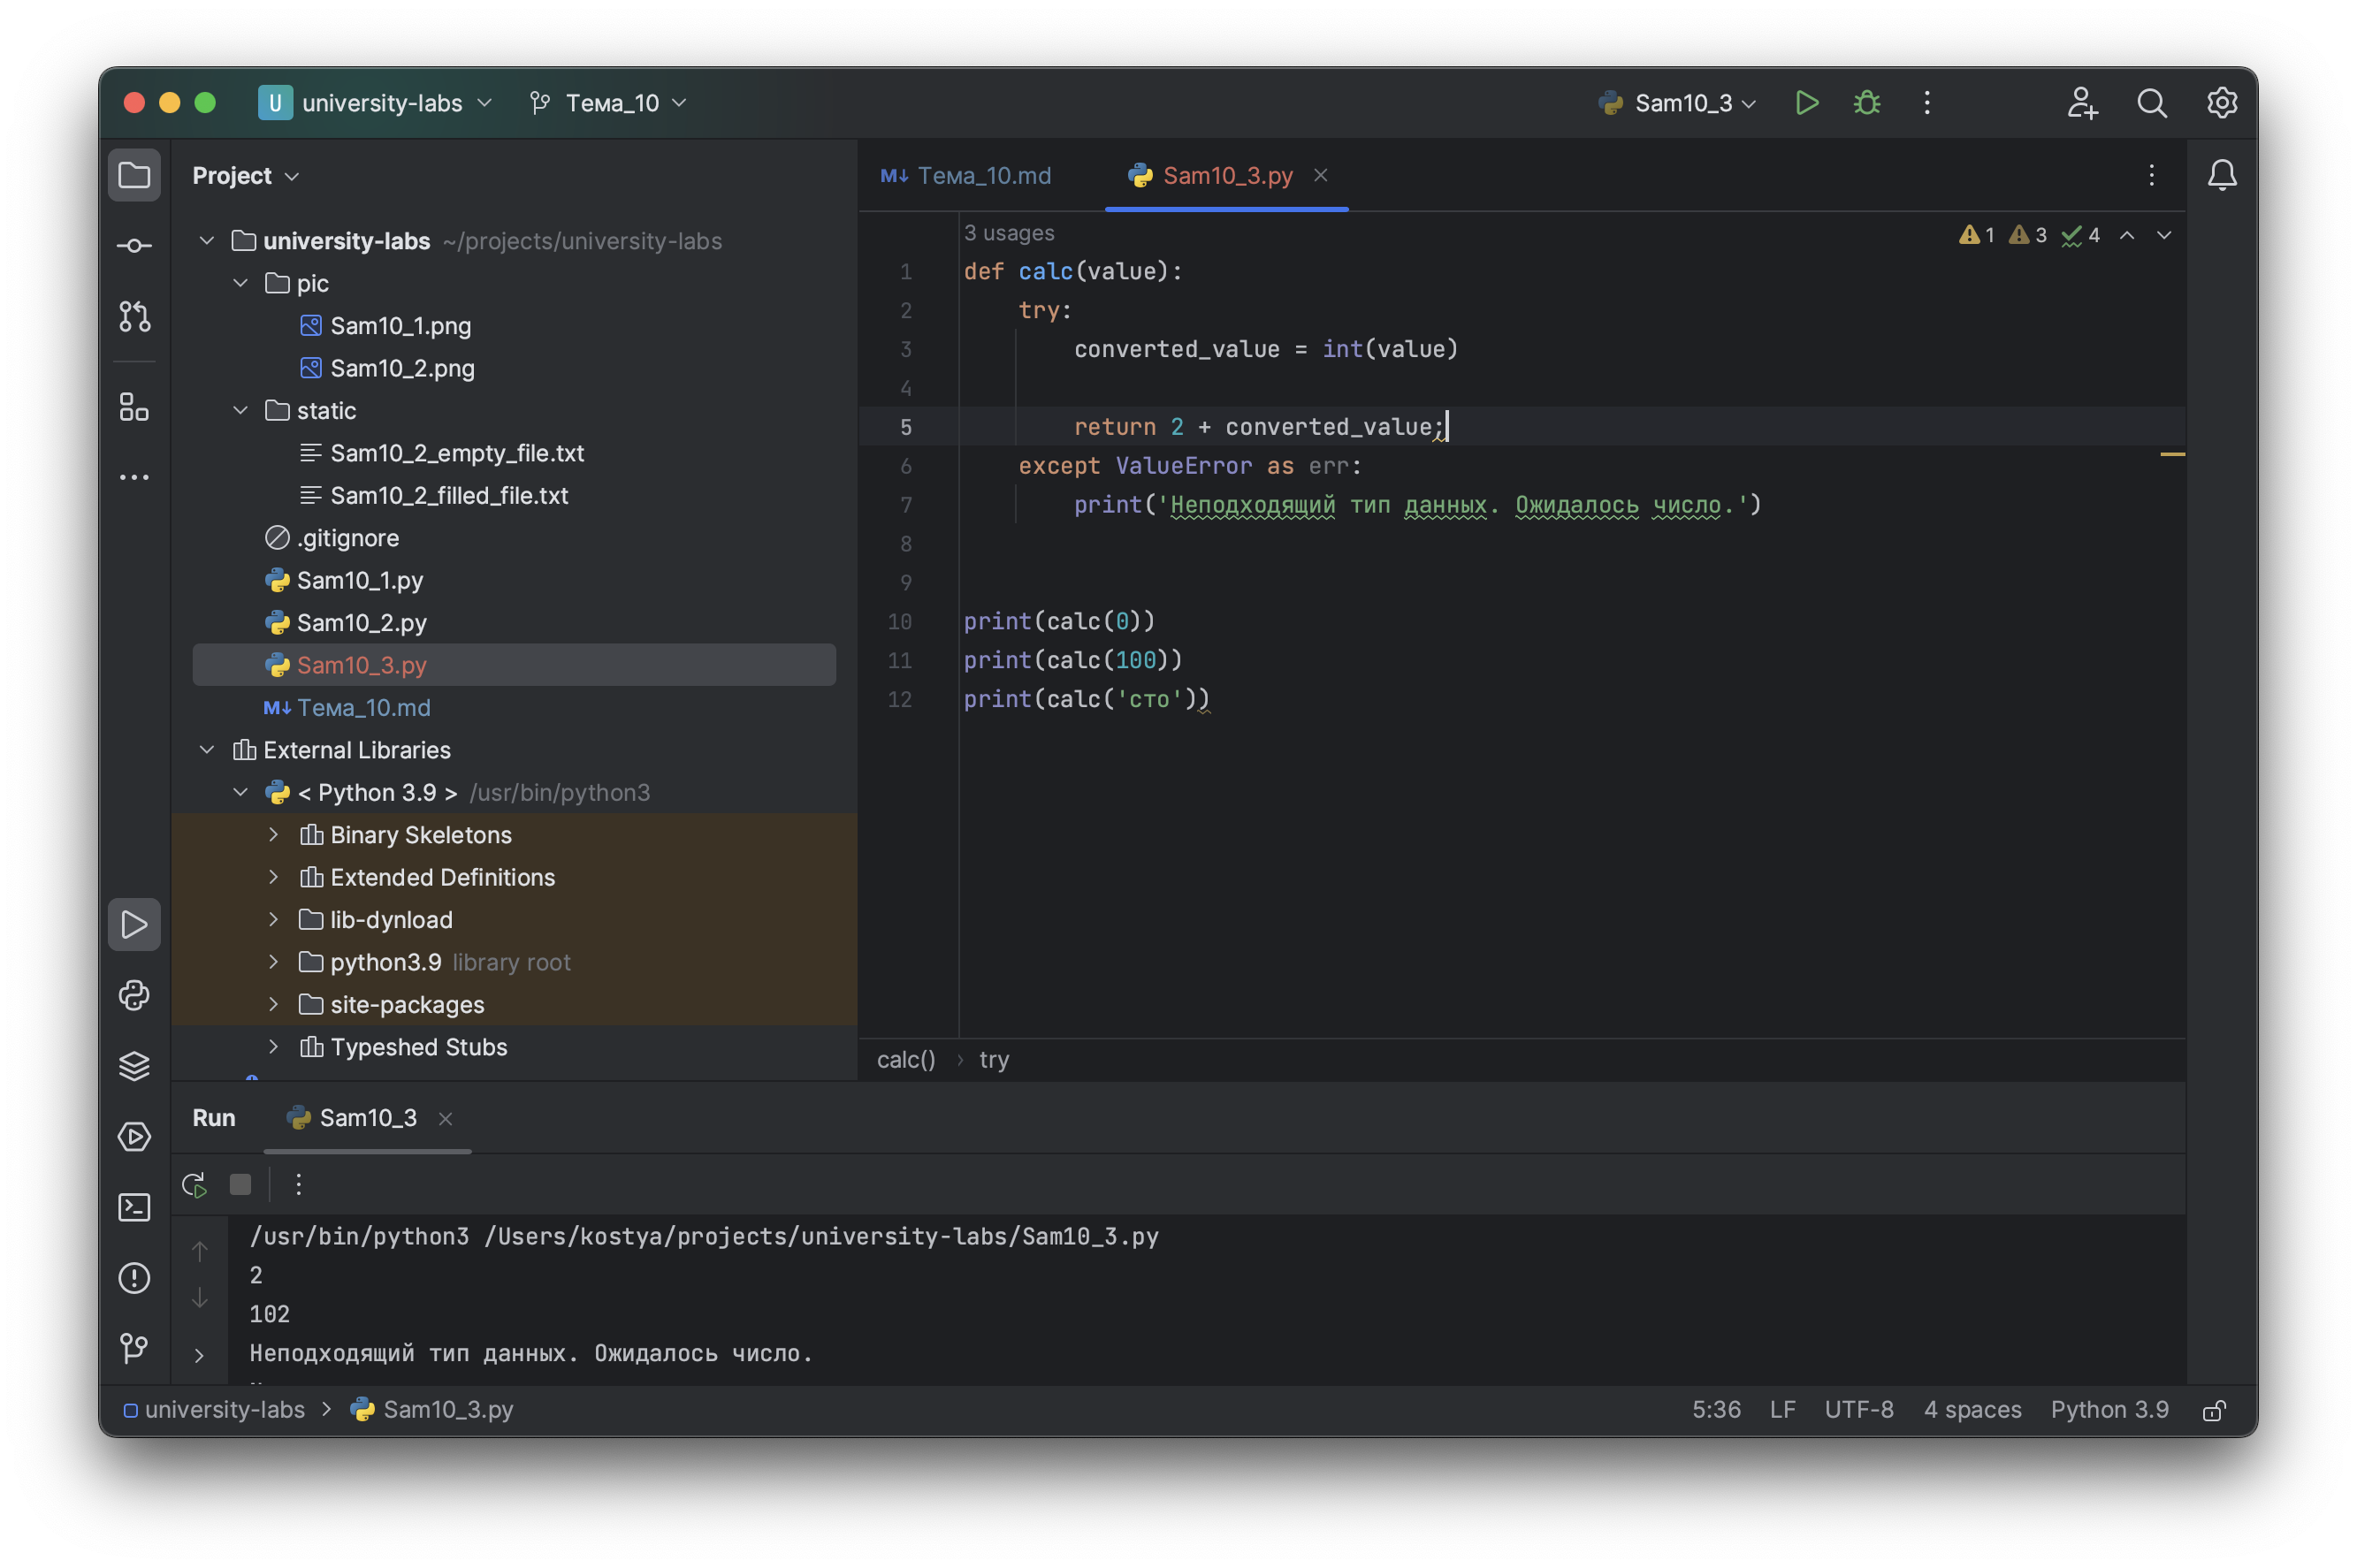 U university-labs Тема_10 Sam10_3
Project
university-labs ~/projects/university-labs
pic
Sam10_1.png
Sam10_2.png
static
Sam10_2_empty_file.txt
Sam10_2_filled_file.txt
.gitignore
Sam10_1.py
Sam10_2.py
Sam10_3.py
M↓ Тема_10.md
External Libraries
< Python 3.9 > /usr/bin/python3
Binary Skeletons
Extended Definitions
lib-dynload
python3.9 library root
site-packages
Typeshed Stubs
M↓ Тема_10.md Sam10_3.py
3 usages
1 3 4
1 def calc(value):
2 try:
3 converted_value = int(value)
4
5 return 2 + converted_value;
6 except ValueError as err:
7 print('Неподходящий тип данных. Ожидалось число.')
8
9
10 print(calc(0))
11 print(calc(100))
12 print(calc('сто'))
calc() › try
Run Sam10_3
/usr/bin/python3 /Users/kostya/projects/university-labs/Sam10_3.py
2
102
Неподходящий тип данных. Ожидалось число.
university-labs > Sam10_3.py 5:36 LF UTF-8 4 spaces Python 3.9